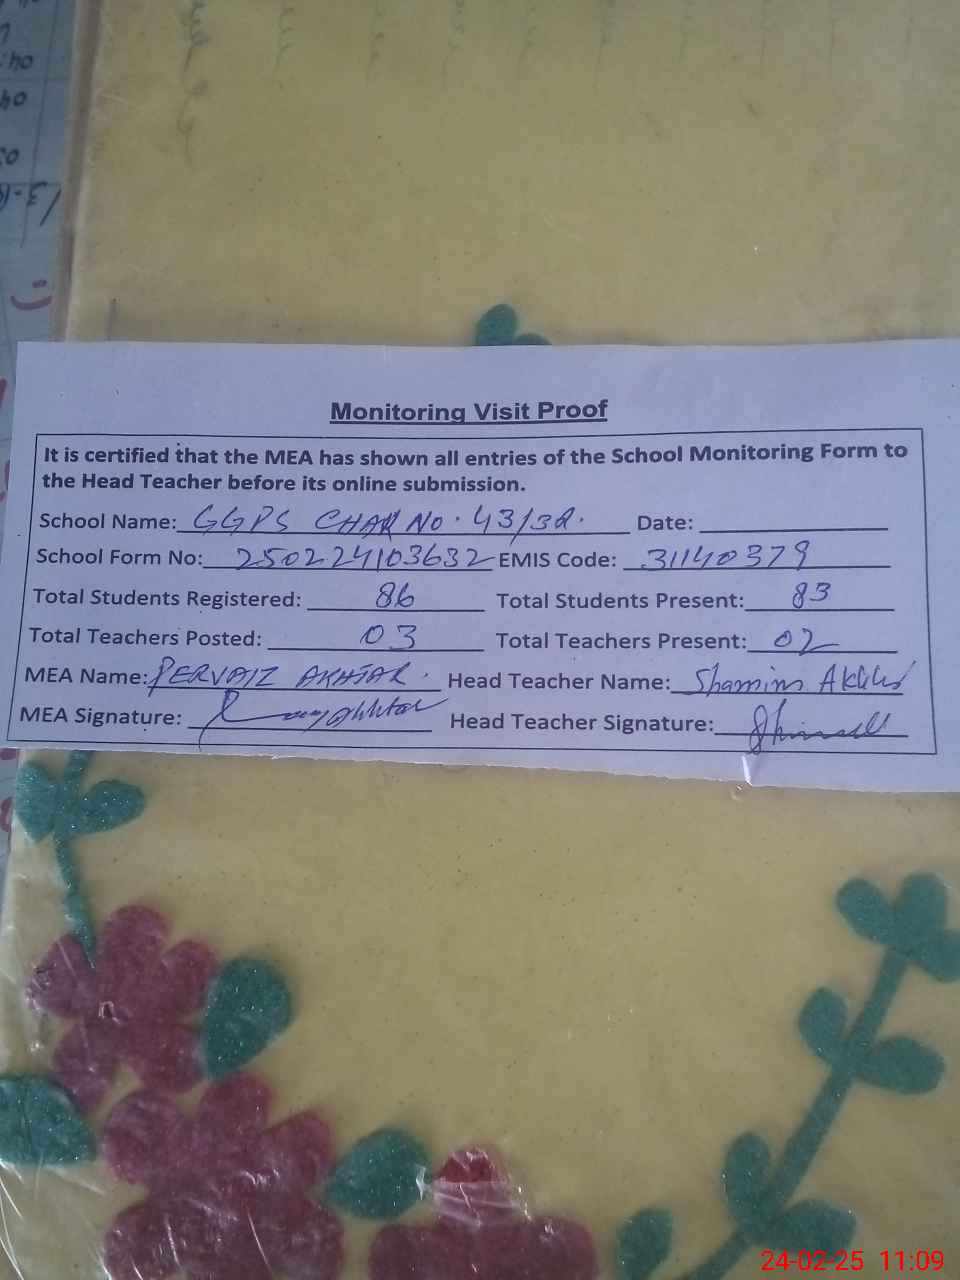 Monitoring Visit Proof
It is certified that the MEA has shown all entries of the School Monitoring Form to
the Head Teacher before its online submission.
School Name: GGPS CHAK NO. 43/3R. Date:
School Form No: 250224103632 EMIS Code: 31140379
Total Students Registered: 86 Total Students Present: 83
Total Teachers Posted: 03 Total Teachers Present: 02
MEA Name: PERVAIZ AKHTAR. Head Teacher Name: Shamim
MEA Signature: Head Teacher Signature:
24-02-25 11:09